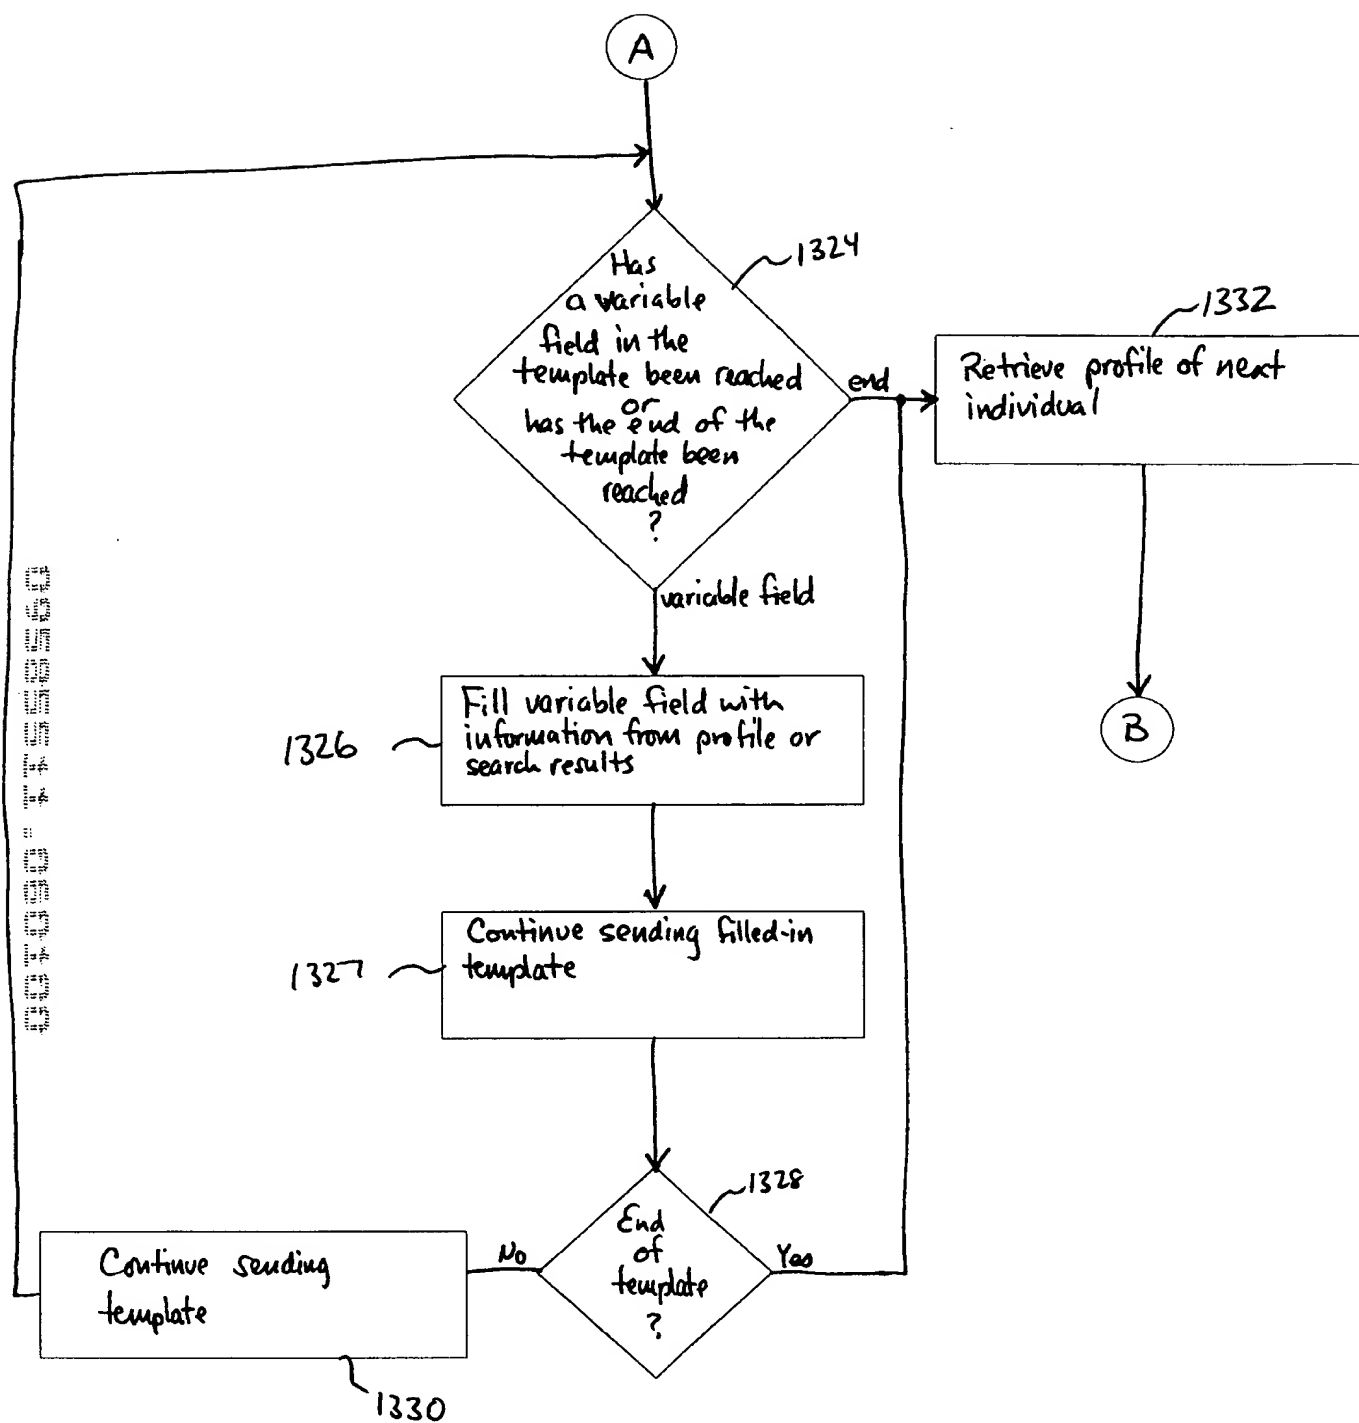 A
Has
a variable
field in the
template been reached
or
has the end of the
template been
reached
?
1324
end
1332
Retrieve profile of next
individual
variable field
B
1326
Fill variable field with
information from profile or
search results
1327
Continue sending filled-in
template
1328
End
of
template
?
No
Yes
Continue sending
template
1330